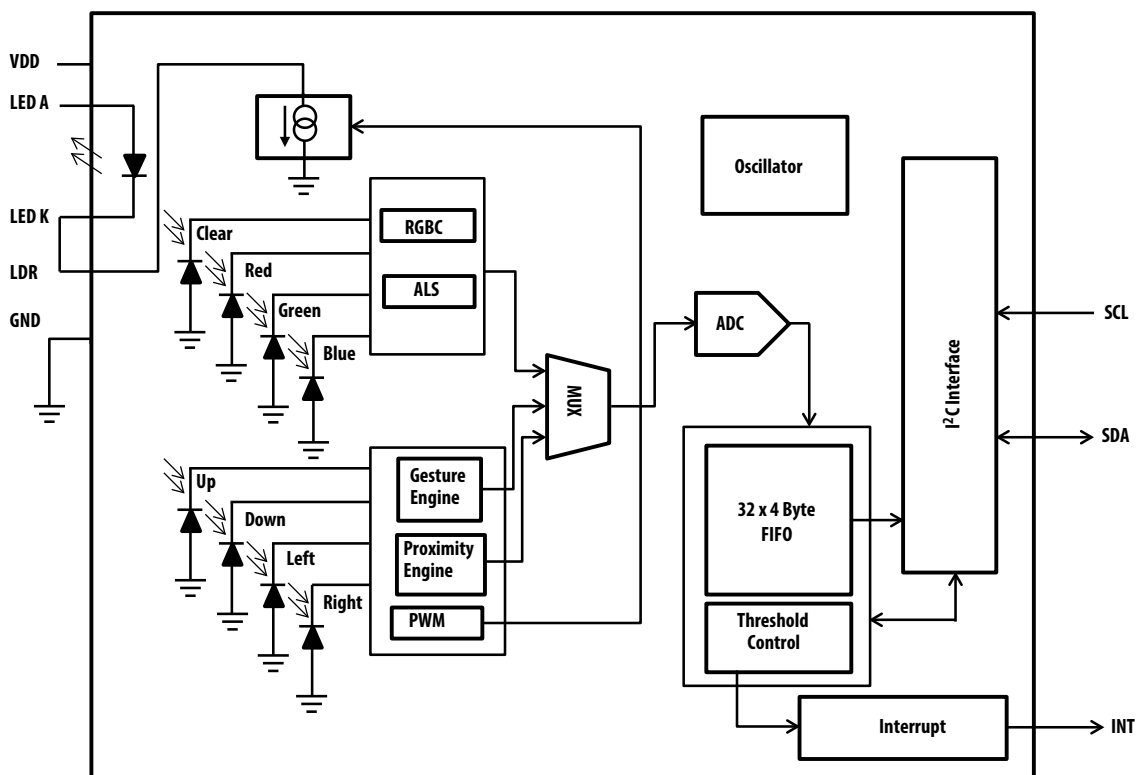 VDD
LED A
LED K
LDR
GND
Clear
Red
Green
Blue
RGBC
ALS
Up
Down
Left
Right
Gesture
Engine
Proximity
Engine
PWM
MUX
ADC
Oscillator
32 x 4 Byte
FIFO
Threshold
Control
I²C Interface
Interrupt
SCL
SDA
INT